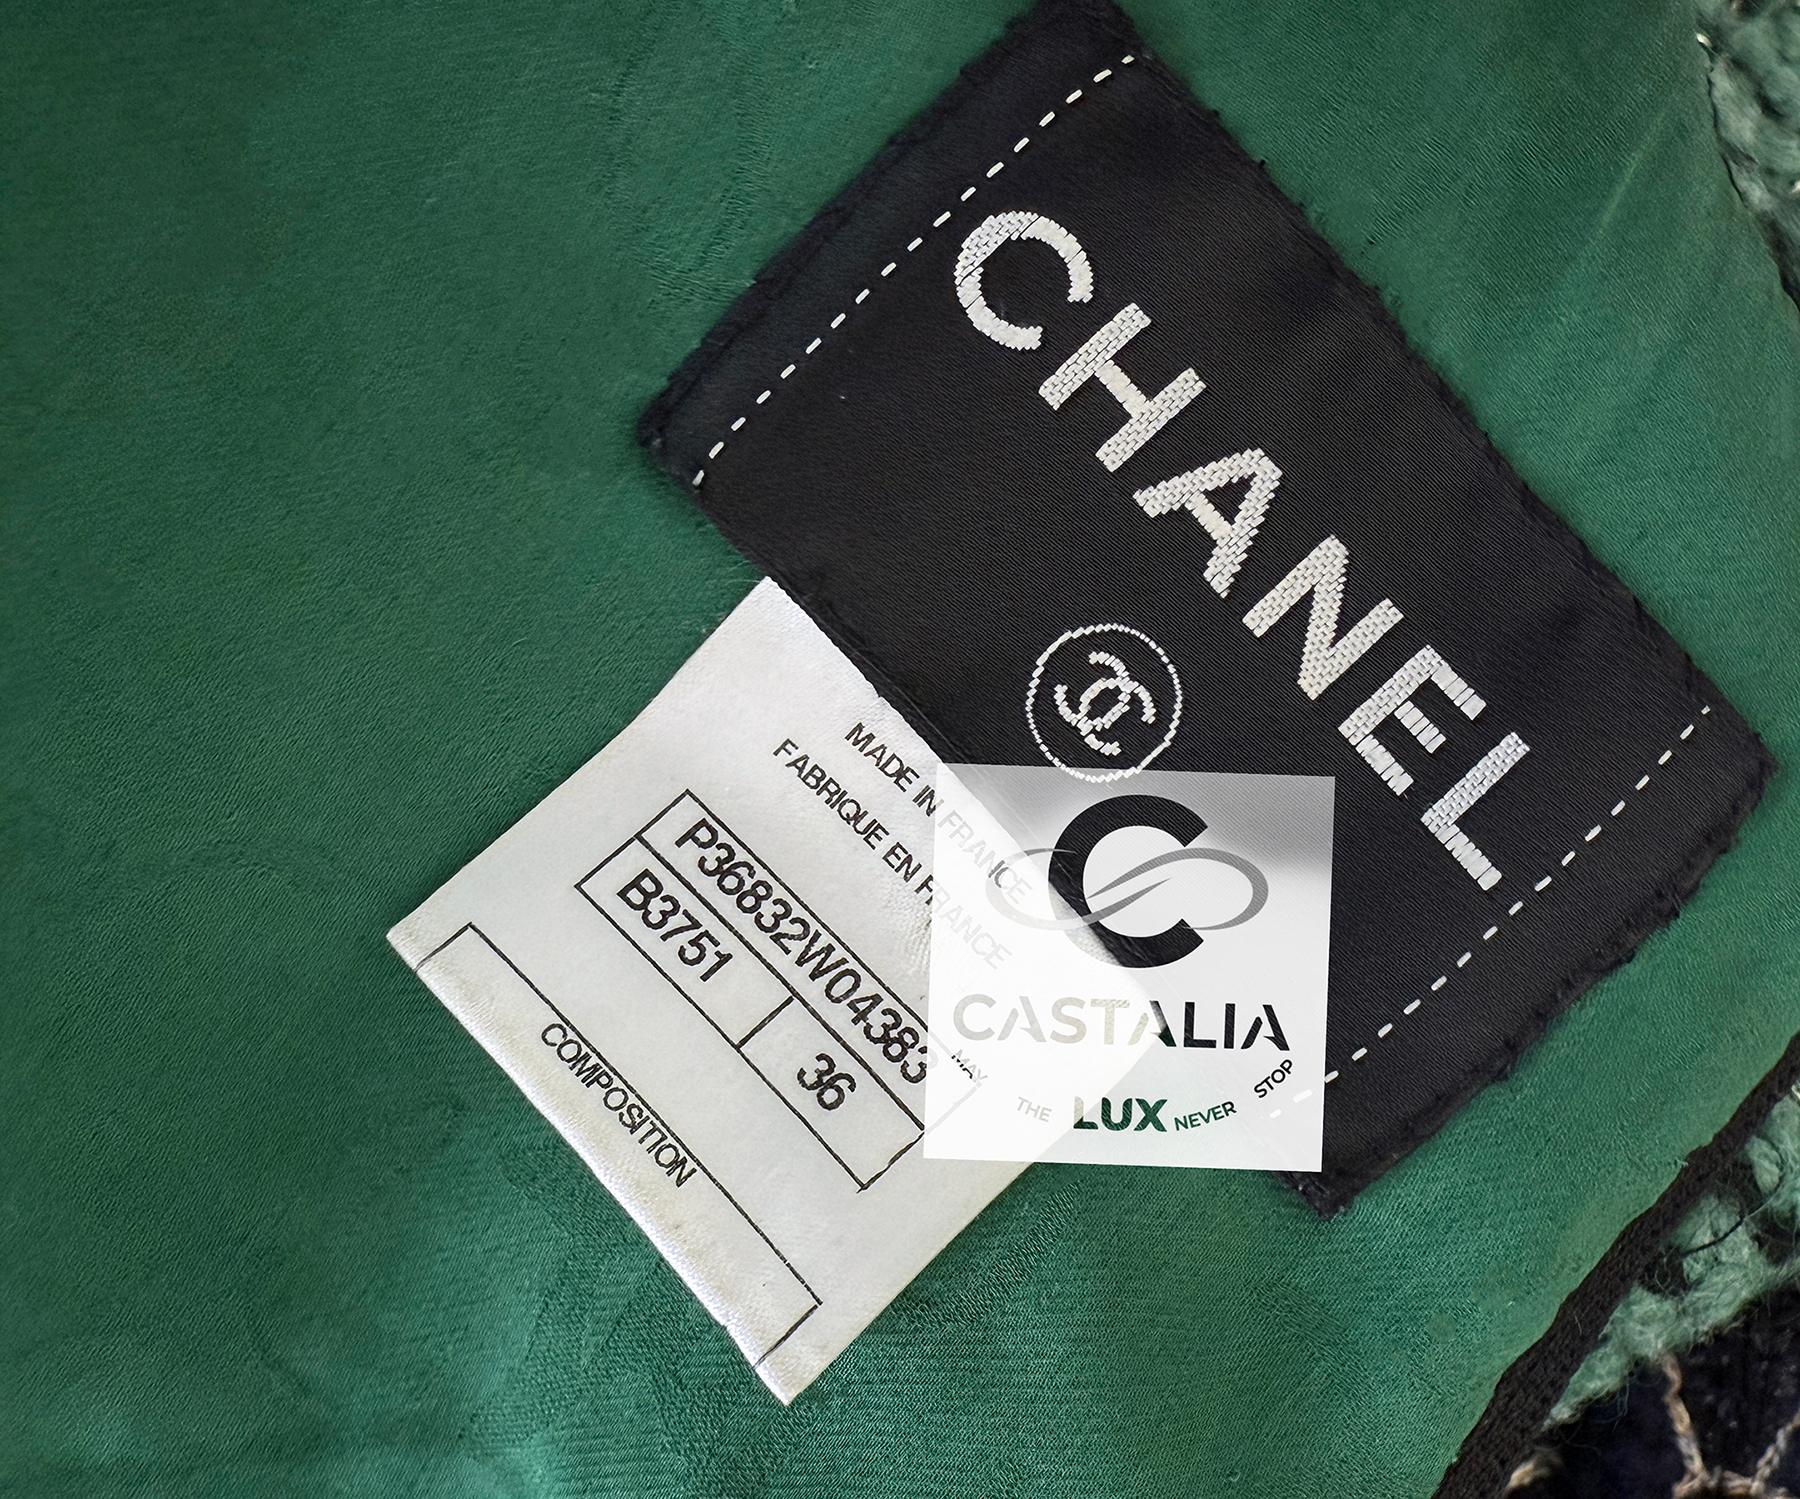 CHANEL
MADE IN FRANCE
FABRIQUE EN FRANCE
P36832W04383
B3751 36
COMPOSITION
C
CASTALIA
MAY THE LUX NEVER STOP